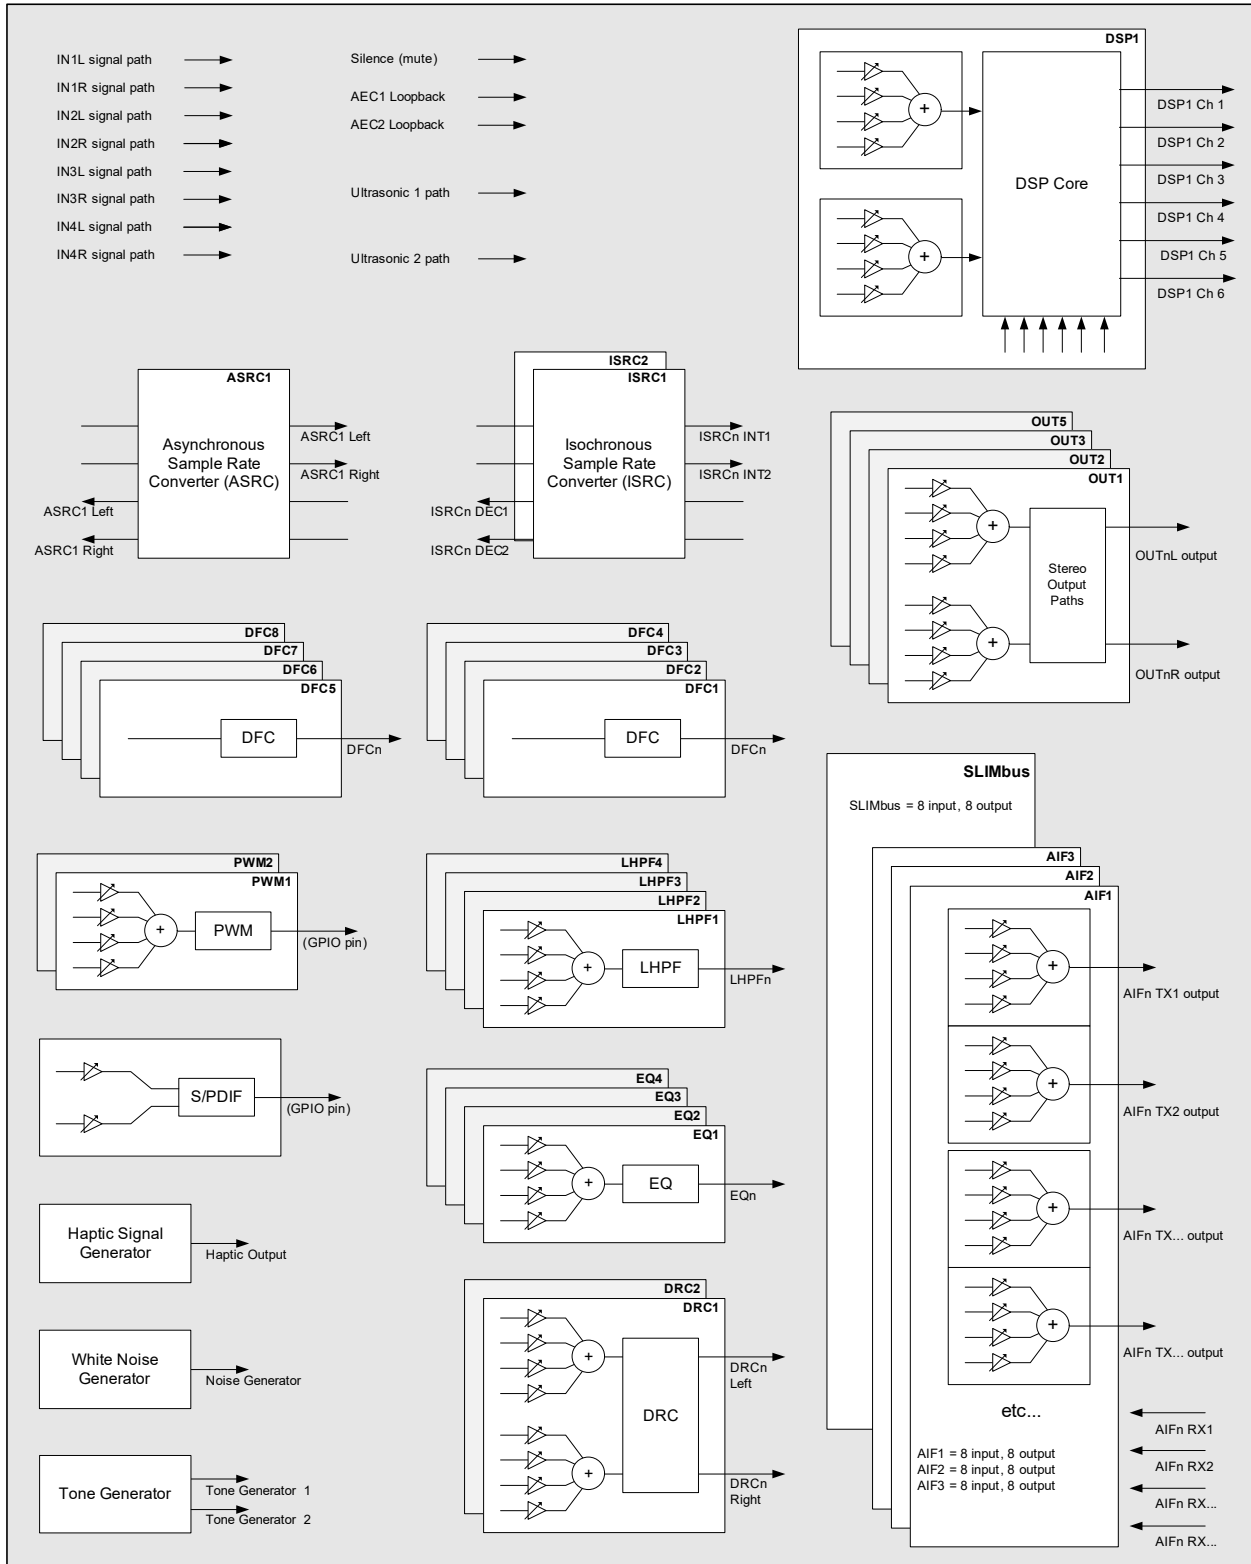 IN1L signal path
IN1R signal path
IN2L signal path
IN2R signal path
IN3L signal path
IN3R signal path
IN4L signal path
IN4R signal path
Silence (mute)
AEC1 Loopback
AEC2 Loopback
Ultrasonic 1 path
Ultrasonic 2 path
DSP1
+
+
DSP Core
DSP1 Ch 1
DSP1 Ch 2
DSP1 Ch 3
DSP1 Ch 4
DSP1 Ch 5
DSP1 Ch 6
ASRC1
Asynchronous
Sample Rate
Converter (ASRC)
ASRC1 Left
ASRC1 Right
ASRC1 Left
ASRC1 Right
ISRC2
ISRC1
Isochronous
Sample Rate
Converter (ISRC)
ISRCn INT1
ISRCn INT2
ISRCn DEC1
ISRCn DEC2
OUT5
OUT3
OUT2
OUT1
+
+
Stereo
Output
Paths
OUTnL output
OUTnR output
DFC8
DFC7
DFC6
DFC5
DFC
DFCn
DFC4
DFC3
DFC2
DFC1
DFC
DFCn
SLIMbus
SLIMbus = 8 input, 8 output
AIF3
AIF2
AIF1
+
AIFn TX1 output
+
AIFn TX2 output
+
AIFn TX... output
+
AIFn TX... output
etc...
AIF1 = 8 input, 8 output
AIF2 = 8 input, 8 output
AIF3 = 8 input, 8 output
AIFn RX1
AIFn RX2
AIFn RX...
AIFn RX...
PWM2
PWM1
+
PWM
(GPIO pin)
LHPF4
LHPF3
LHPF2
LHPF1
+
LHPF
LHPFn
S/PDIF
(GPIO pin)
EQ4
EQ3
EQ2
EQ1
+
EQ
EQn
Haptic Signal
Generator
Haptic Output
White Noise
Generator
Noise Generator
Tone Generator
Tone Generator 1
Tone Generator 2
DRC2
DRC1
+
+
DRC
DRCn
Left
DRCn
Right